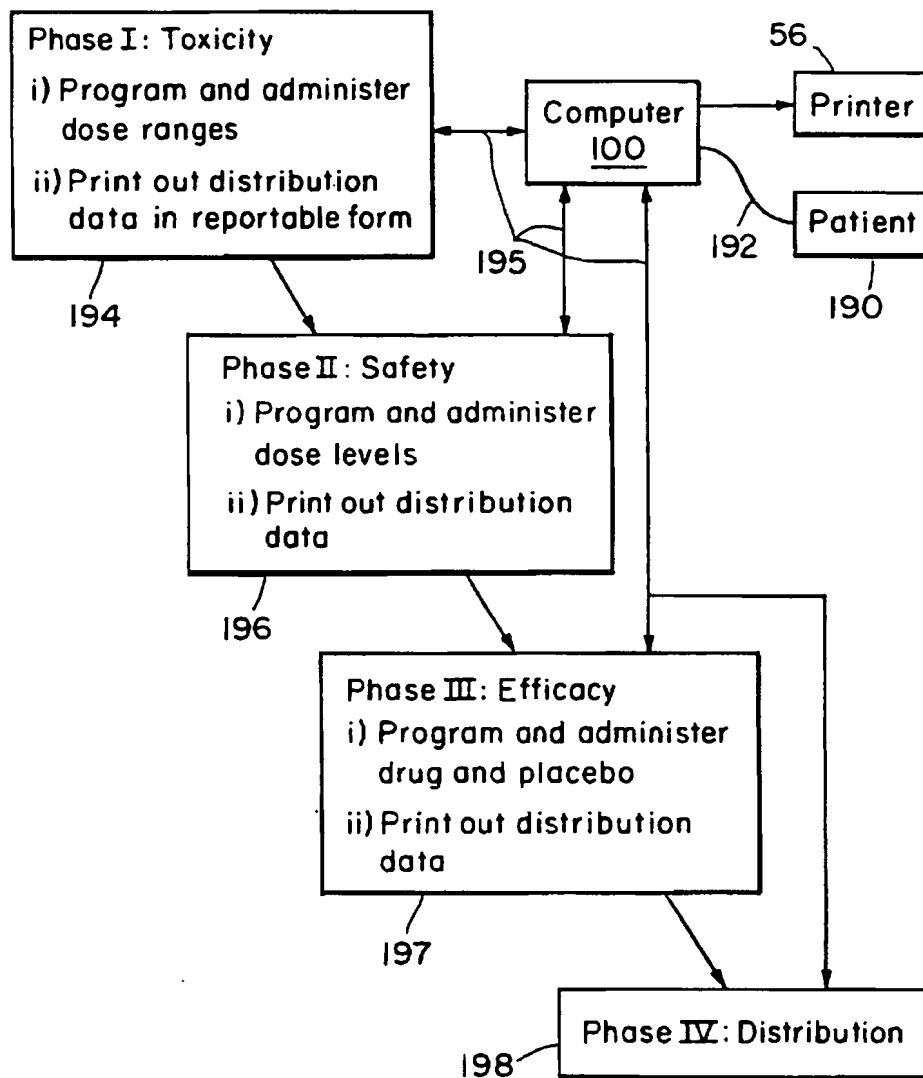 Phase I: Toxicity
i) Program and administer
dose ranges
ii) Print out distribution
data in reportable form
194
Computer
100
56
Printer
192
Patient
190
195
Phase II: Safety
i) Program and administer
dose levels
ii) Print out distribution
data
196
Phase III: Efficacy
i) Program and administer
drug and placebo
ii) Print out distribution
data
197
Phase IV: Distribution
198